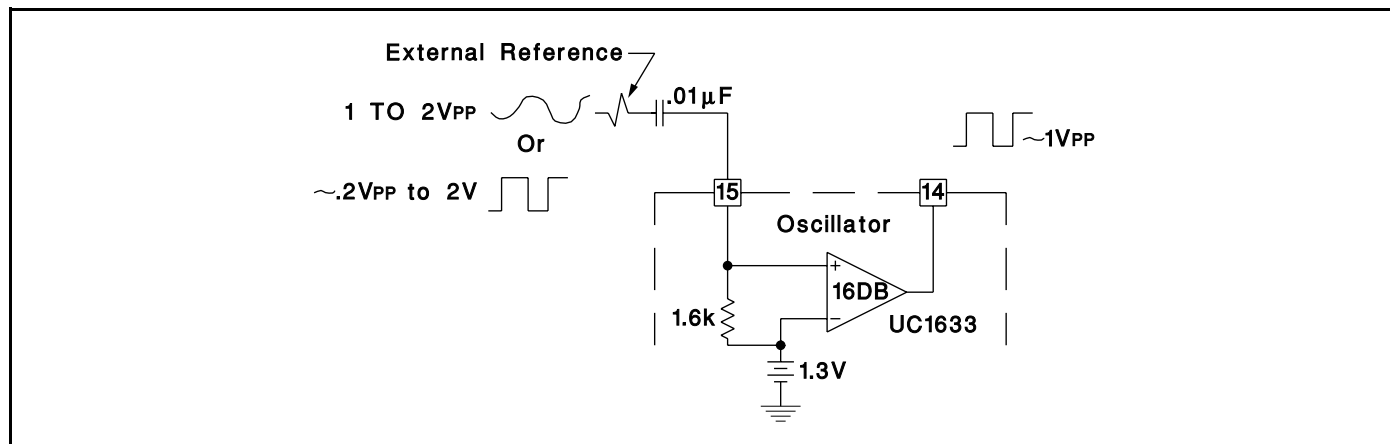 External Reference
.01µF
1 TO 2VPP
Or
~1VPP
~.2VPP to 2V
15
14
Oscillator
+
16DB
1.6k
−
UC1633
1.3V